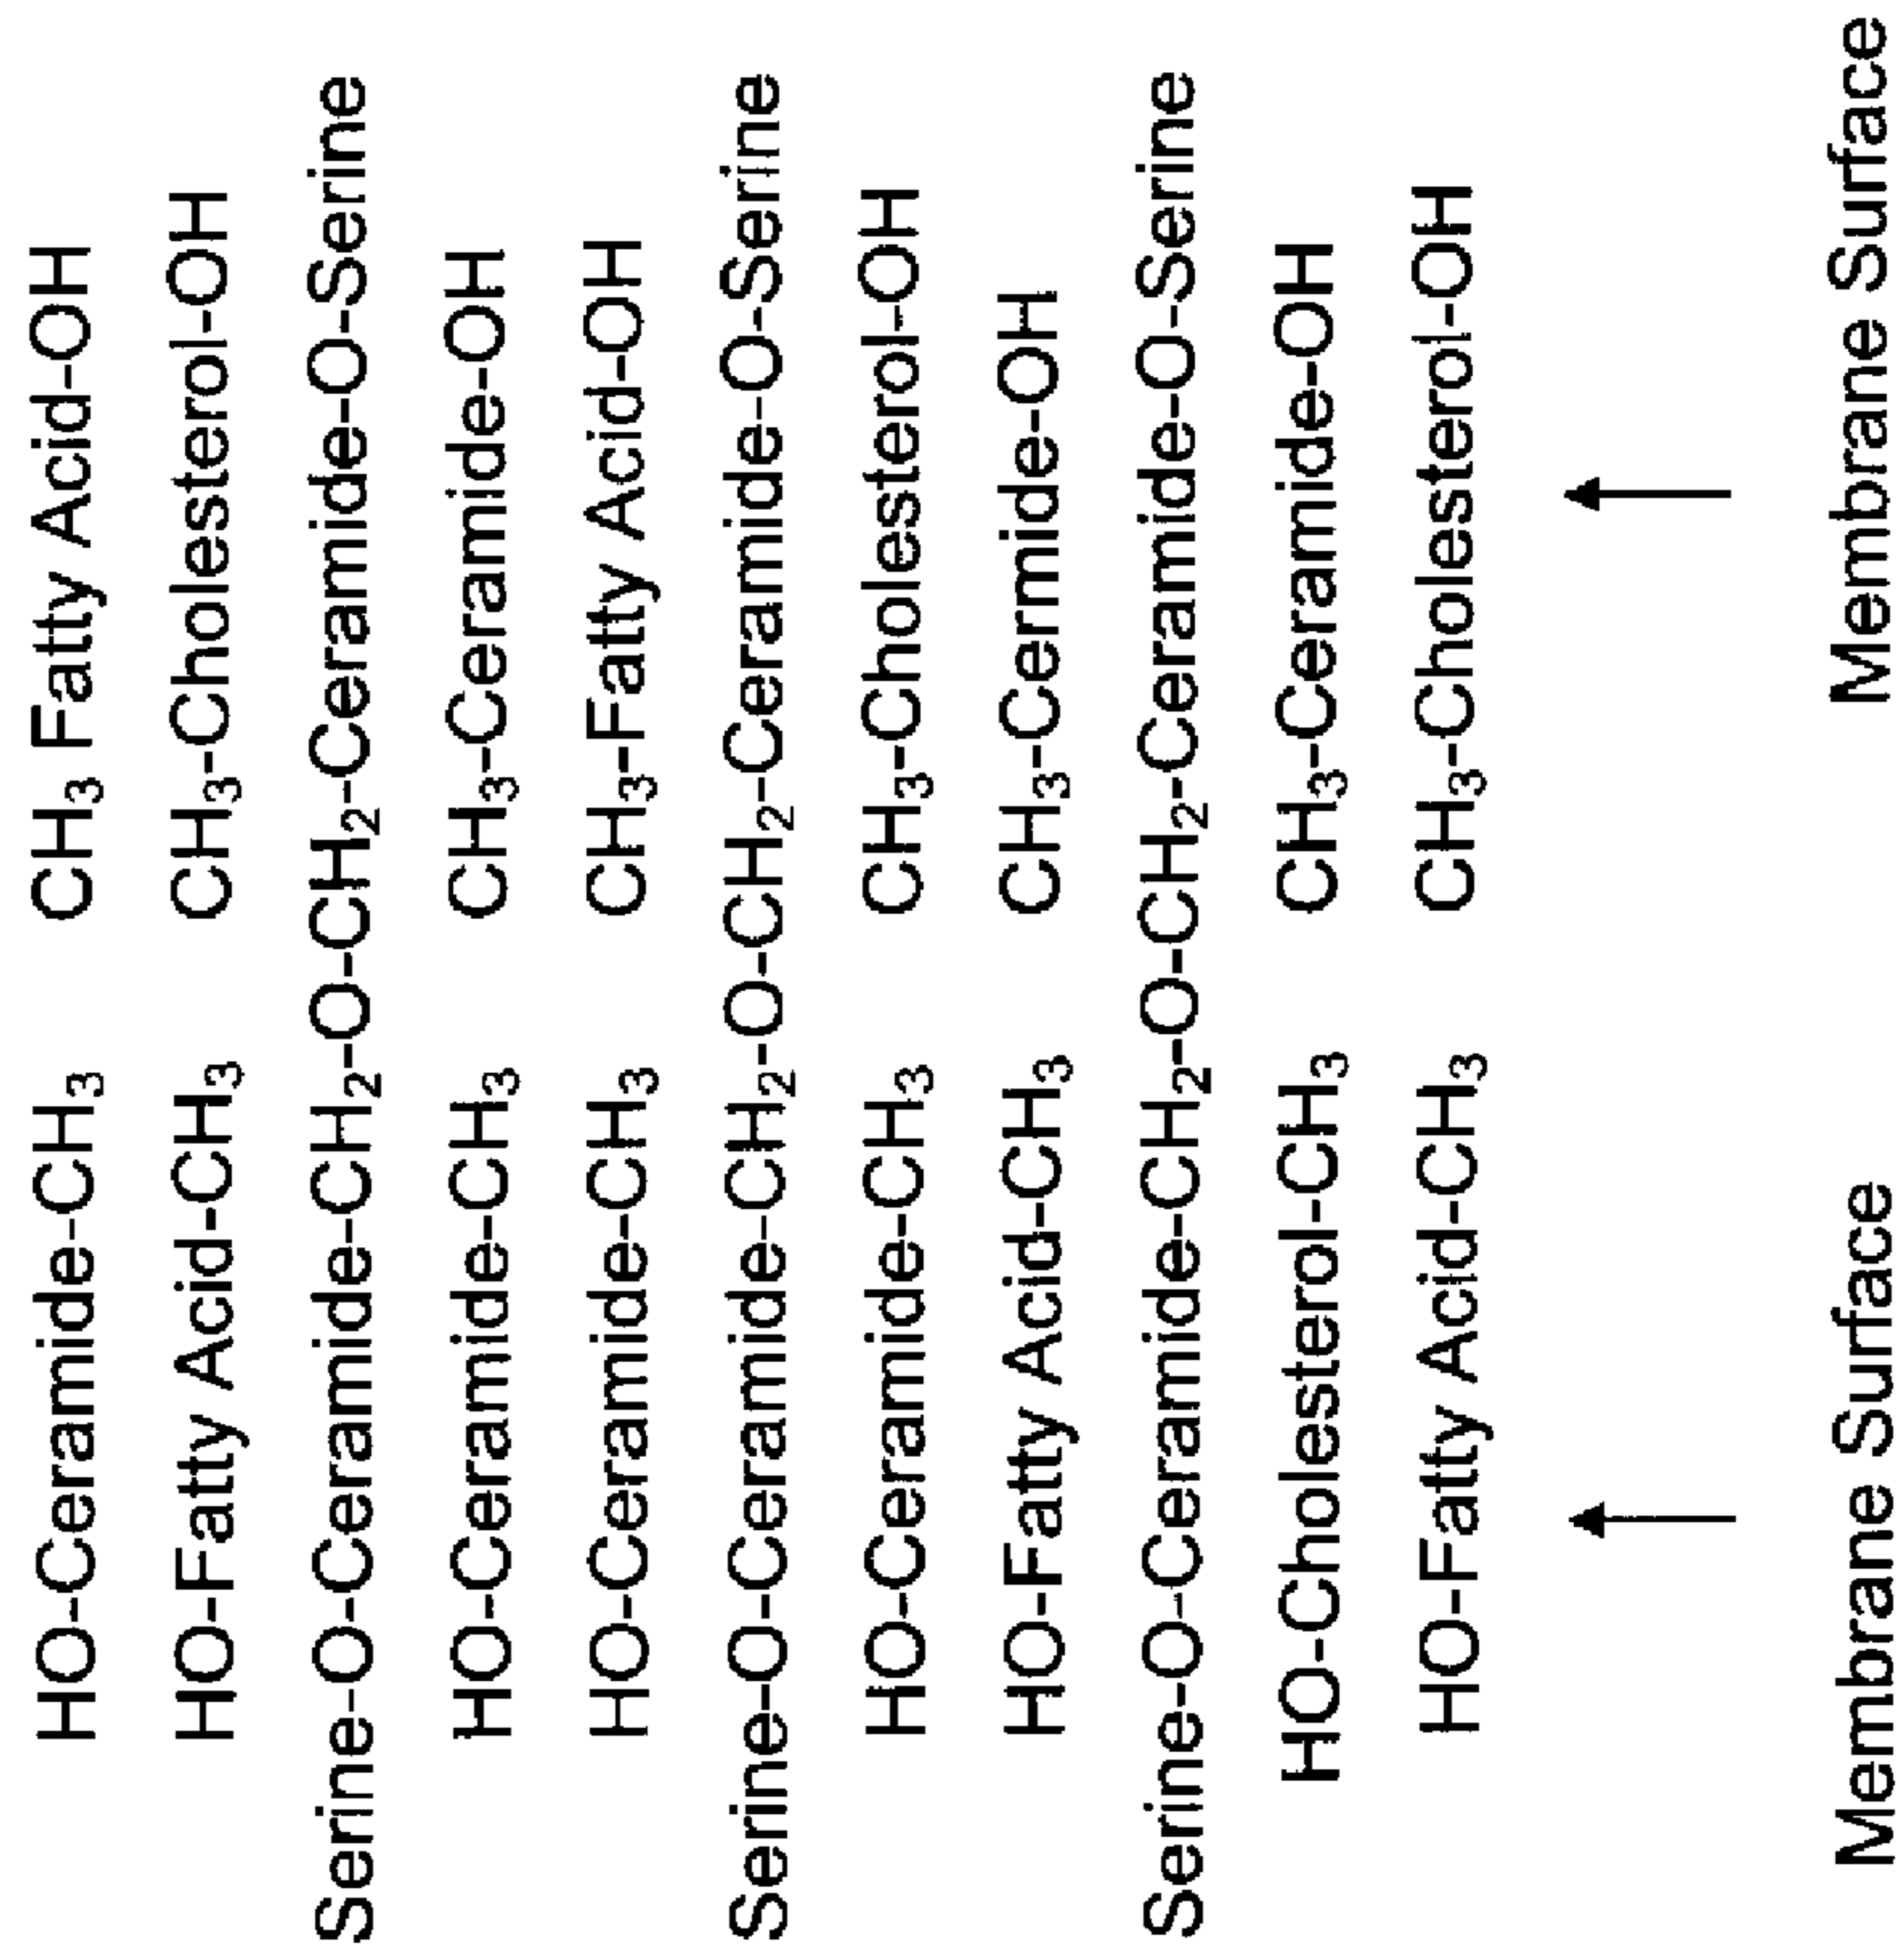 HO-Ceramide-CH₃ CH₃ Fatty Acid-OH
HO-Fatty Acid-CH₃ CH₃-Cholesterol-OH
Serine-O-Ceramide-CH₂-O-CH₂-Ceramide-O-Serine
HO-Ceramide-CH₃ CH₃-Ceramide-OH
HO-Ceramide-CH₃ CH₃-Fatty Acid-OH
Serine-O-Ceramide-CH₂-O-CH₂-Ceramide-O-Serine
HO-Ceramide-CH₃ CH₃-Cholesterol-OH
HO-Fatty Acid-CH₃ CH₃-Cermide-OH
Serine-O-Ceramide-CH₂-O-CH₂-Ceramide-O-Serine
HO-Cholesterol-CH₃ CH₃-Ceramide-OH
HO-Fatty Acid-CH₃ CH₃-Cholesterol-OH
Membrane Surface Membrane Surface